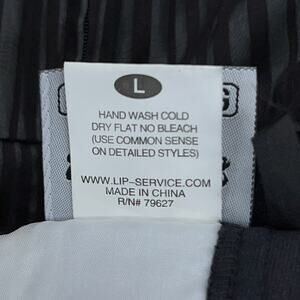 L
HAND WASH COLD
DRY FLAT NO BLEACH
(USE COMMON SENSE
ON DETAILED STYLES)
WWW.LIP-SERVICE.COM
MADE IN CHINA
R/N# 79627